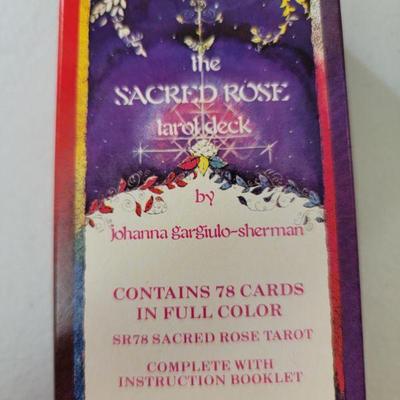 the
SACRED ROSE
tarot deck
by
johanna gargiulo-sherman
CONTAINS 78 CARDS
IN FULL COLOR
SR78 SACRED ROSE TAROT
COMPLETE WITH
INSTRUCTION BOOKLET